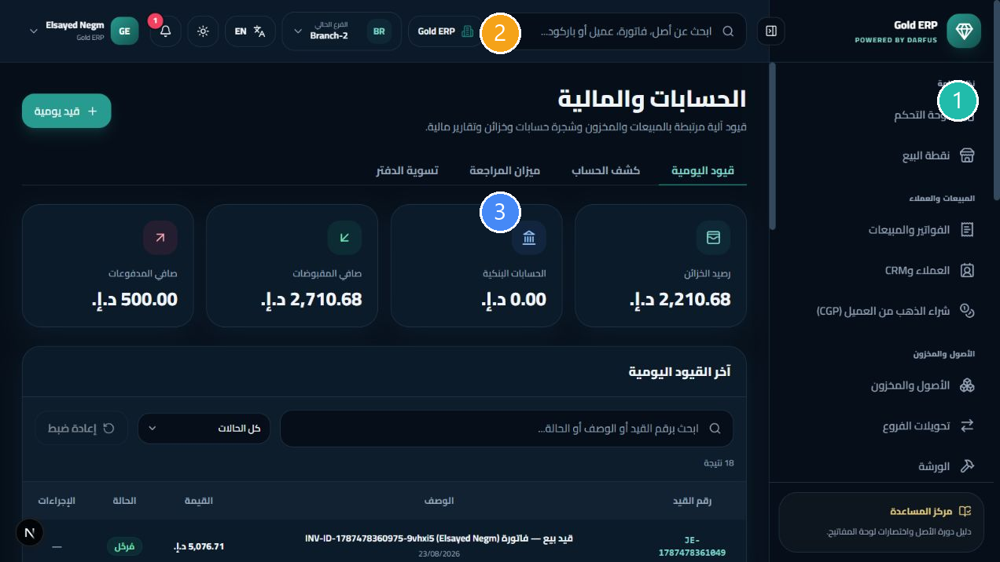 Gold ERP
POWERED BY DARFUS
ابحث عن أصل، فاتورة، عميل أو باركود...
2
Gold ERP
BR
الفرع الحالي
Branch-2
EN
1
GE
Elsayed Negm
Gold ERP
1
التحكم
نقطة البيع
المبيعات والعملاء
الفواتير والمبيعات
العملاء وCRM
شراء الذهب من العميل (CGP)
الأصول والمخزون
الأصول والمخزون
تحويلات الفروع
الورشة
مركز المساعدة
دليل دورة الأصل واختصارات لوحة المفاتيح.
الحسابات والمالية
قيود آلية مرتبطة بالمبيعات والمخزون وشجرة حسابات وخزائن وتقارير مالية.
+ قيد يومية
قيود اليومية
كشف الحساب
ميزان المراجعة
تسوية الدفتر
3
رصيد الخزائن
2,210.68 د.إ.
الحسابات البنكية
0.00 د.إ.
صافي المقبوضات
2,710.68 د.إ.
صافي المدفوعات
500.00 د.إ.
آخر القيود اليومية
ابحث برقم القيد أو الوصف أو الحالة...
كل الحالات
إعادة ضبط
18 نتيجة
رقم القيد
الوصف
القيمة
الحالة
الإجراءات
JE-
1787478361049
قيد بيع — فاتورة INV-ID-1787478360975-9vhxi5 (Elsayed Negm)
23/08/2026
5,076.71 د.إ.
مُرحّل
—
N